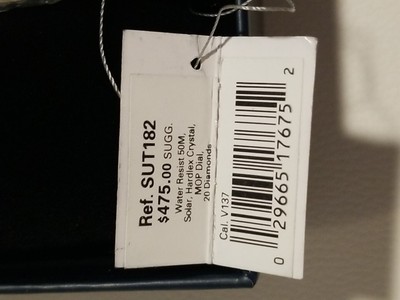 Ref. SUT182
$475.00 SUGG.
Water Resist 50M,
Solar, Hardlex Crystal,
MOP Dial,
20 Diamonds
Cal. V137
0 29665 17675 2